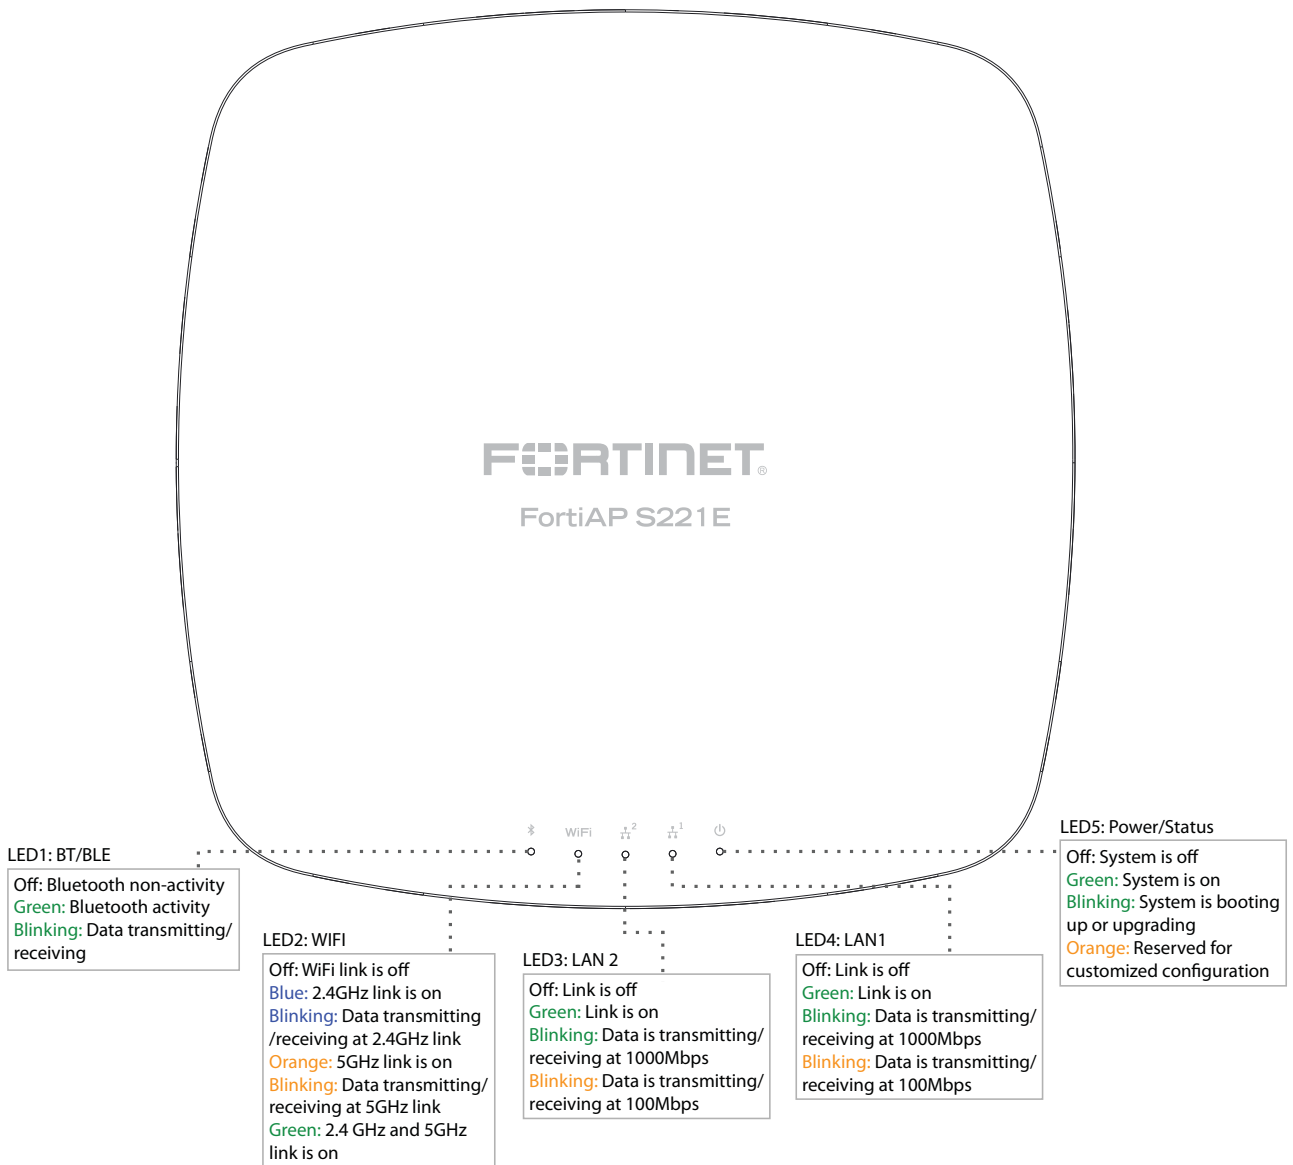 FORTINET®
FortiAP S221E
WiFi
2
1
LED1: BT/BLE
Off: Bluetooth non-activity
Green: Bluetooth activity
Blinking: Data transmitting/
receiving
LED2: WIFI
Off: WiFi link is off
Blue: 2.4GHz link is on
Blinking: Data transmitting
/receiving at 2.4GHz link
Orange: 5GHz link is on
Blinking: Data transmitting/
receiving at 5GHz link
Green: 2.4 GHz and 5GHz
link is on
LED3: LAN 2
Off: Link is off
Green: Link is on
Blinking: Data is transmitting/
receiving at 1000Mbps
Blinking: Data is transmitting/
receiving at 100Mbps
LED4: LAN1
Off: Link is off
Green: Link is on
Blinking: Data is transmitting/
receiving at 1000Mbps
Blinking: Data is transmitting/
receiving at 100Mbps
LED5: Power/Status
Off: System is off
Green: System is on
Blinking: System is booting
up or upgrading
Orange: Reserved for
customized configuration